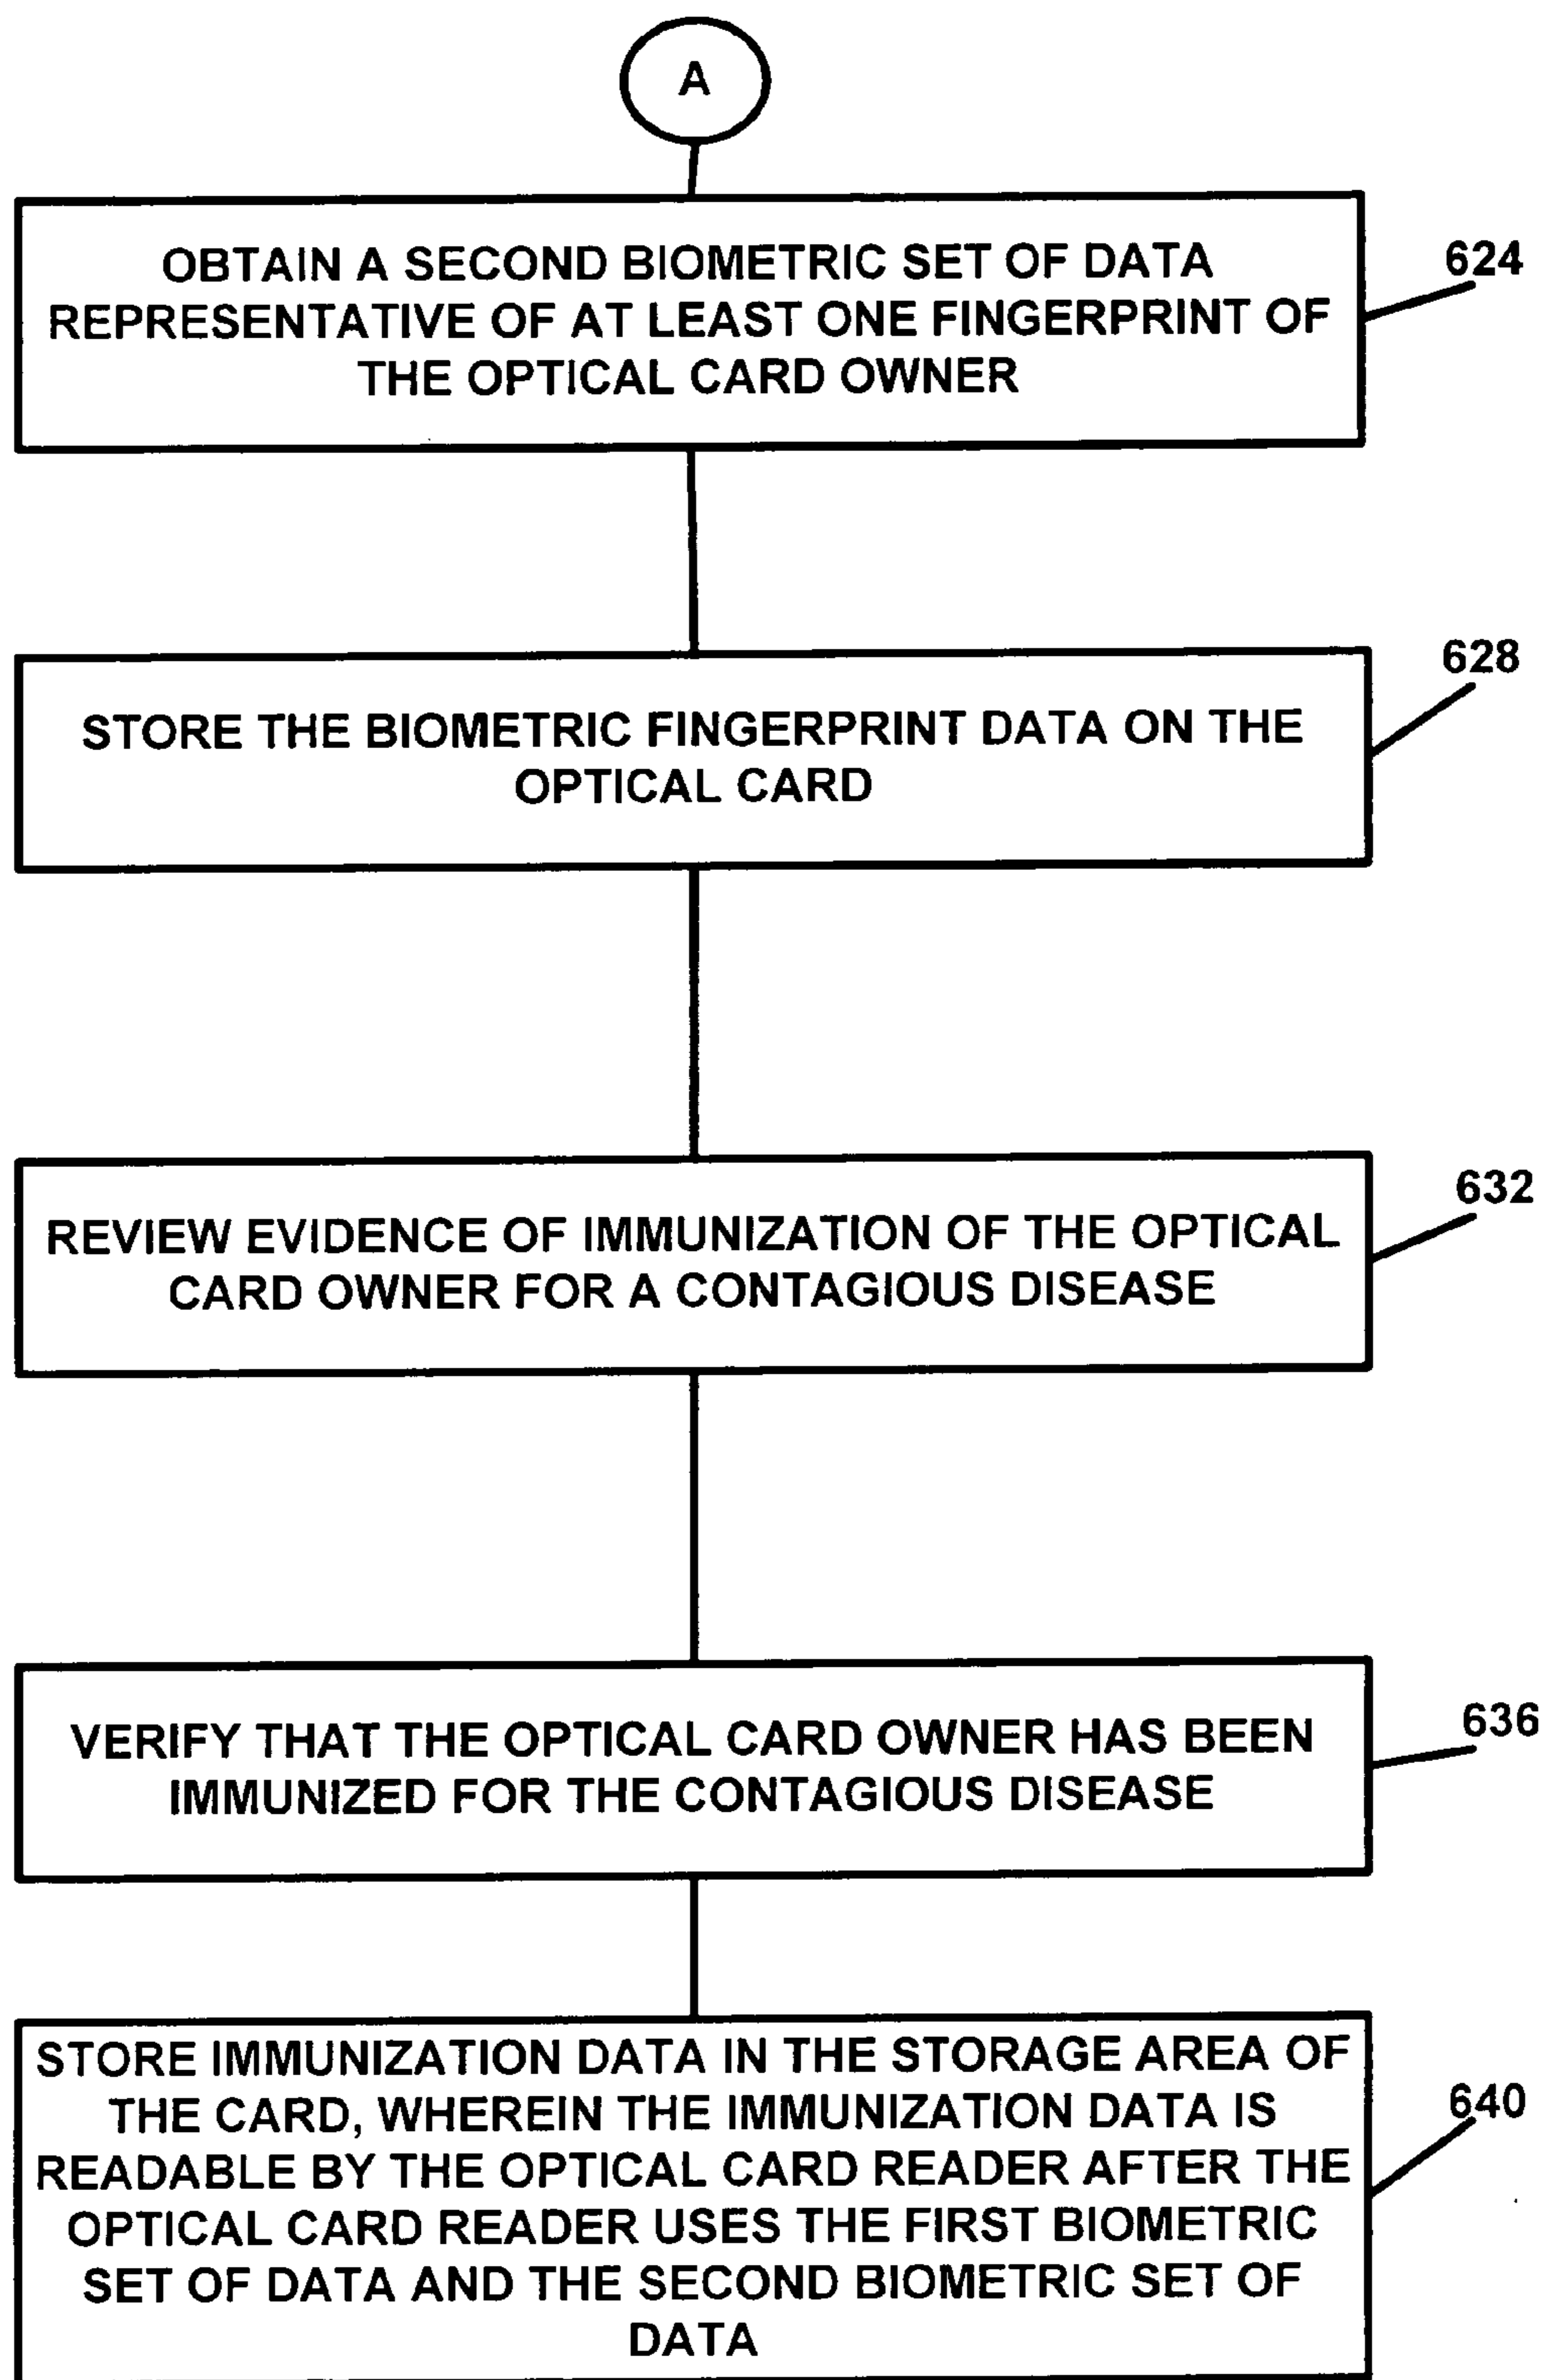 A
OBTAIN A SECOND BIOMETRIC SET OF DATA
REPRESENTATIVE OF AT LEAST ONE FINGERPRINT OF
THE OPTICAL CARD OWNER
624
STORE THE BIOMETRIC FINGERPRINT DATA ON THE
OPTICAL CARD
628
REVIEW EVIDENCE OF IMMUNIZATION OF THE OPTICAL
CARD OWNER FOR A CONTAGIOUS DISEASE
632
VERIFY THAT THE OPTICAL CARD OWNER HAS BEEN
IMMUNIZED FOR THE CONTAGIOUS DISEASE
636
STORE IMMUNIZATION DATA IN THE STORAGE AREA OF
THE CARD, WHEREIN THE IMMUNIZATION DATA IS
READABLE BY THE OPTICAL CARD READER AFTER THE
OPTICAL CARD READER USES THE FIRST BIOMETRIC
SET OF DATA AND THE SECOND BIOMETRIC SET OF
DATA
640